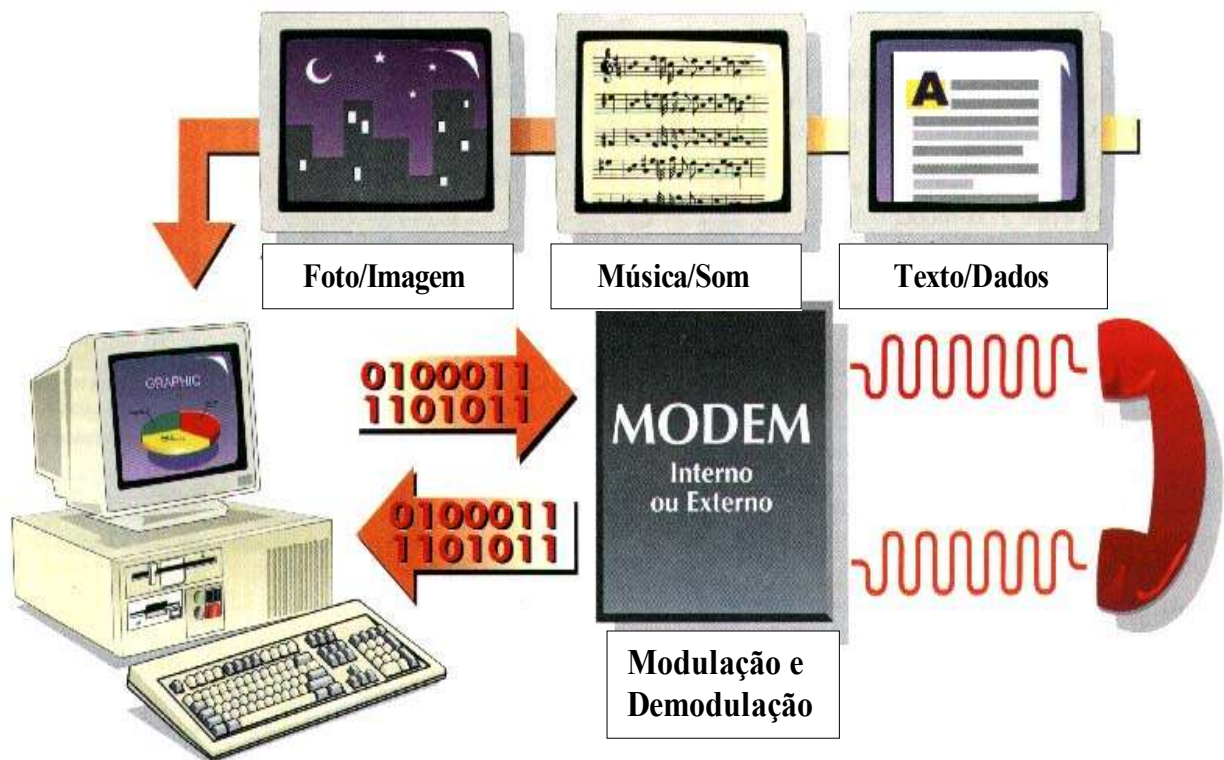 A
Foto/Imagem
Música/Som
Texto/Dados
GRAPHIC
0100011
1101011
MODEM
Interno
ou Externo
0100011
1101011
Modulação e
Demodulação